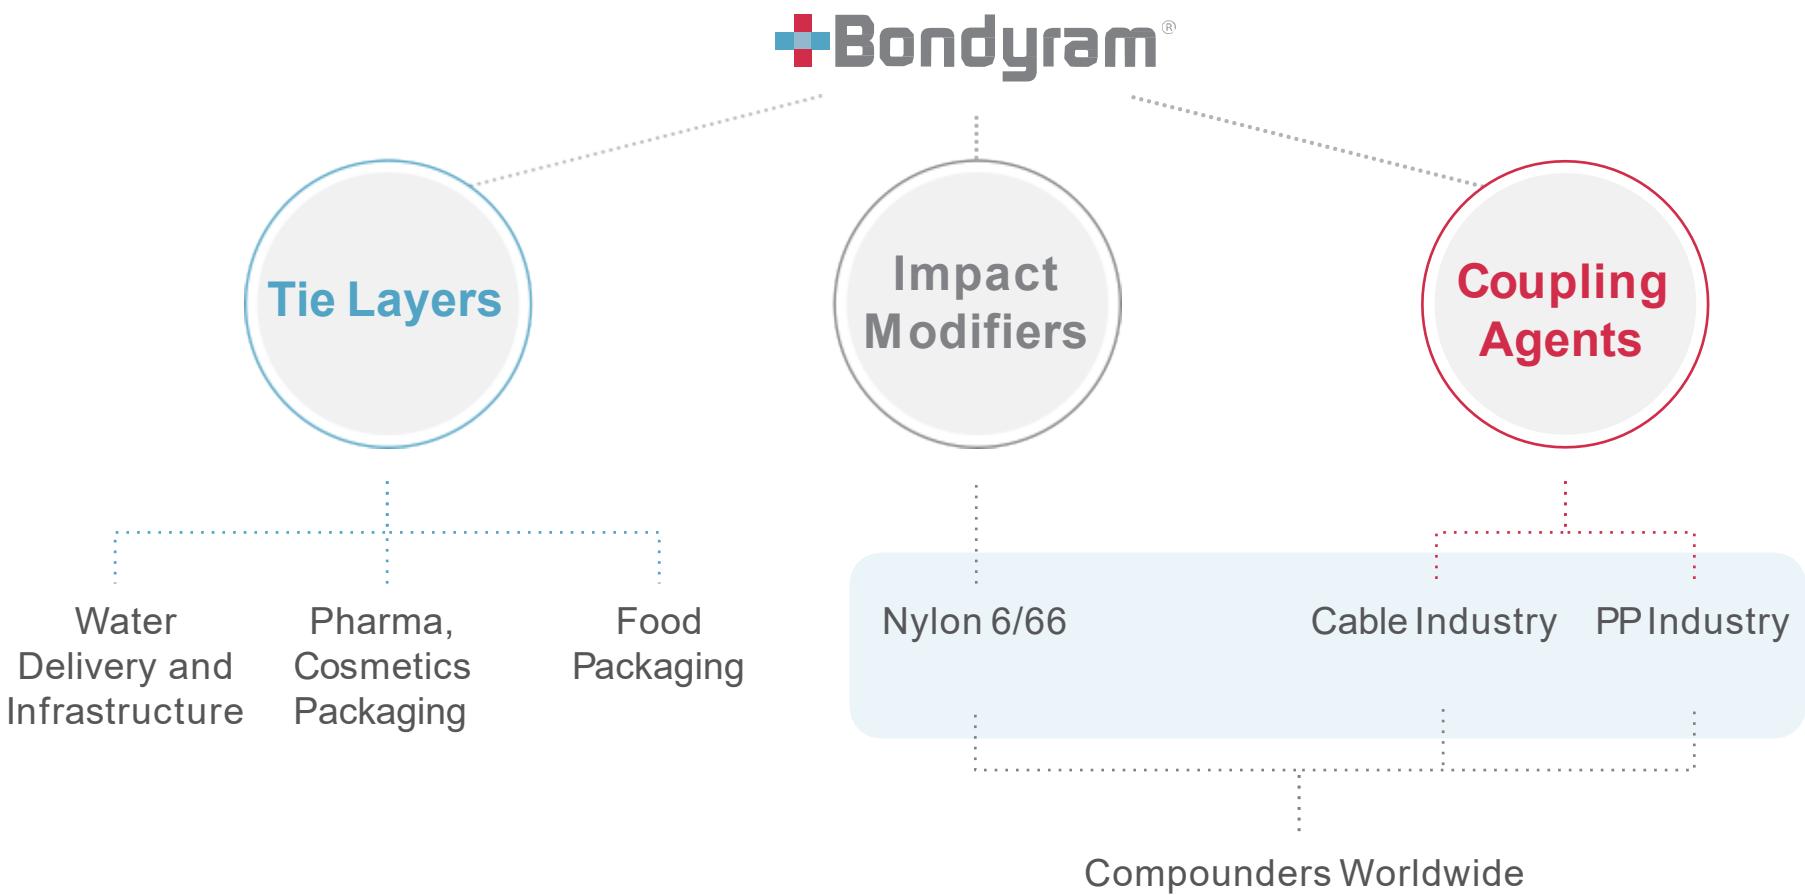 Bondyram®
Tie Layers
Impact
Modifiers
Coupling
Agents
Water
Delivery and
Infrastructure
Pharma,
Cosmetics
Packaging
Food
Packaging
Nylon 6/66
Cable Industry
PP Industry
Compounders Worldwide